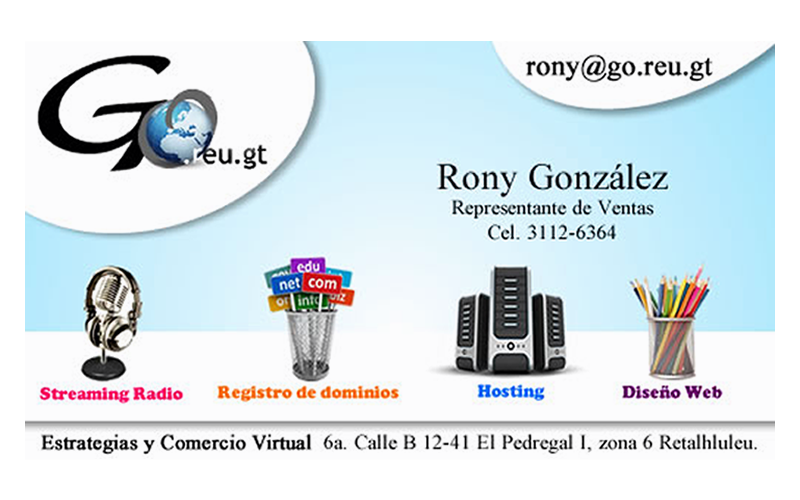 Go
.reu.gt
rony@go.reu.gt
Rony González
Representante de Ventas
Cel. 3112-6364
edu
net com
info biz
Streaming Radio
Registro de dominios
Hosting
Diseño Web
Estrategias y Comercio Virtual 6a. Calle B 12-41 El Pedregal I, zona 6 Retalhluleu.